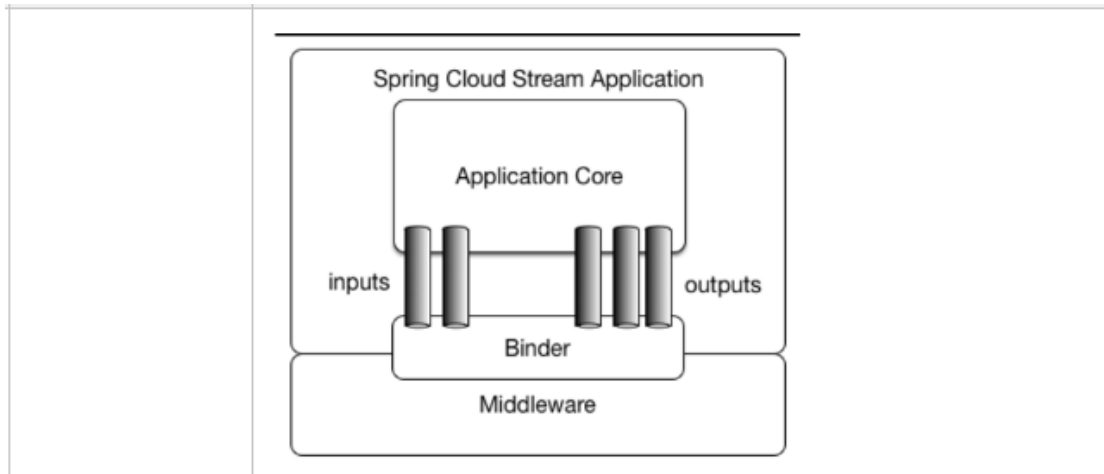 Spring Cloud Stream Application
Application Core
inputs
outputs
Binder
Middleware